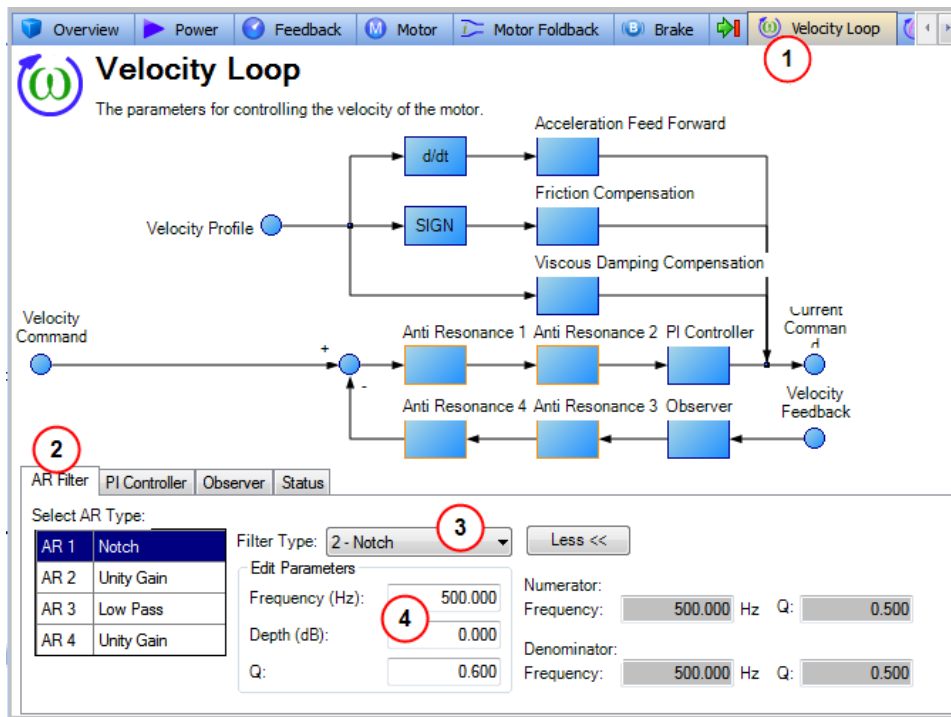 Overview Power Feedback Motor Motor Foldback Brake Velocity Loop
1
Velocity Loop
The parameters for controlling the velocity of the motor.
Acceleration Feed Forward
d/dt
Friction Compensation
Velocity Profile
SIGN
Viscous Damping Compensation
Velocity
Command
Current
Comman
d
+
Anti Resonance 1 Anti Resonance 2 PI Controller
-
Velocity
Feedback
Anti Resonance 4 Anti Resonance 3 Observer
2
AR Filter PI Controller Observer Status
Select AR Type:
3
AR 1 Notch
AR 2 Unity Gain
AR 3 Low Pass
AR 4 Unity Gain
Filter Type: 2 - Notch Less <<
Edit Parameters
Frequency (Hz): 500.000
4
Depth (dB): 0.000
Q: 0.600
Numerator:
Frequency: 500.000 Hz Q: 0.500
Denominator:
Frequency: 500.000 Hz Q: 0.500